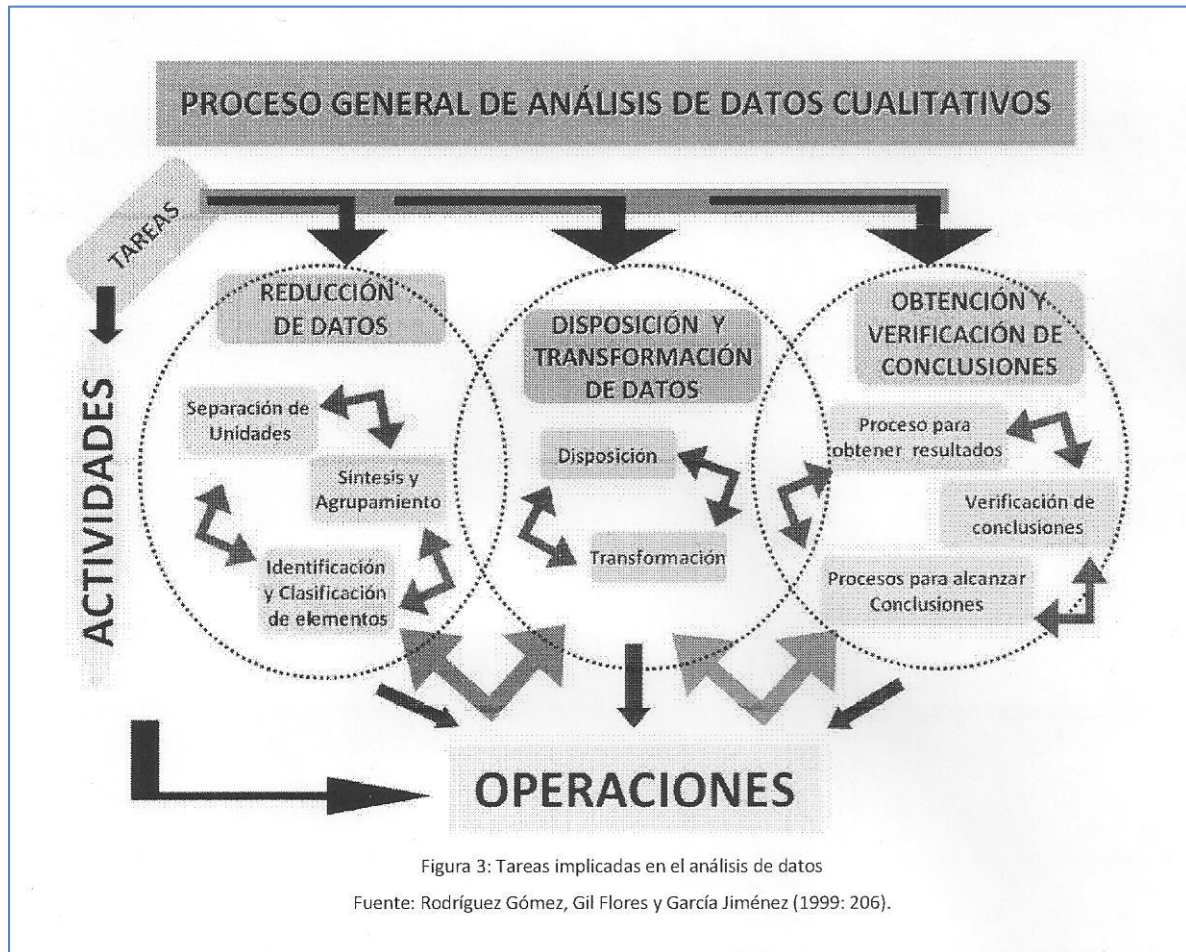 PROCESO GENERAL DE ANÁLISIS DE DATOS CUALITATIVOS
TAREAS
ACTIVIDADES
REDUCCIÓN
DE DATOS
Separación de
Unidades
Síntesis y
Agrupamiento
Identificación
y Clasificación
de elementos
DISPOSICIÓN Y
TRANSFORMACIÓN
DE DATOS
Disposición
Transformación
OBTENCIÓN Y
VERIFICACIÓN DE
CONCLUSIONES
Proceso para
obtener resultados
Verificación de
conclusiones
Procesos para alcanzar
Conclusiones
OPERACIONES
Figura 3: Tareas implicadas en el análisis de datos
Fuente: Rodríguez Gómez, Gil Flores y García Jiménez (1999: 206).